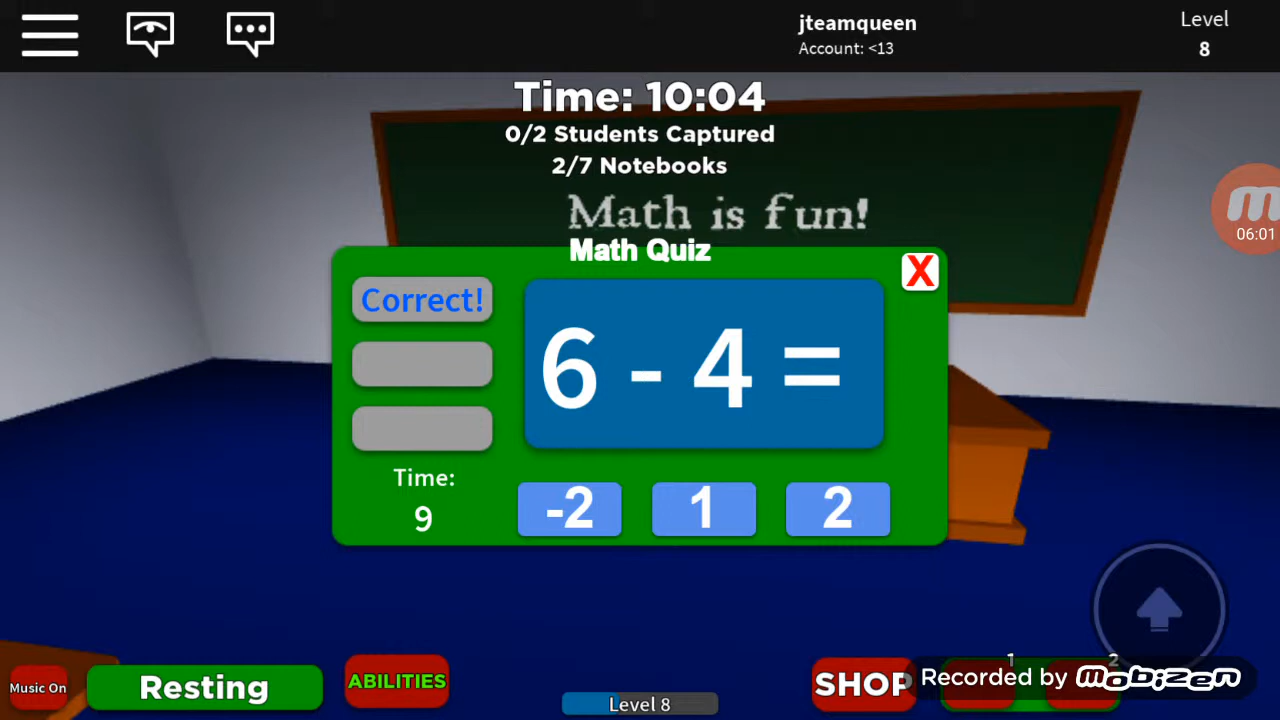 jteamqueen
Account: <13
Level
8
Time: 10:04
0/2 Students Captured
2/7 Notebooks
Math is fun!
06:01
Math Quiz
X
Correct!
6 - 4 =
Time:
9
-2 1 2
Music On
Resting
ABILITIES
Level 8
SHOP
1 2
Recorded by mobizen